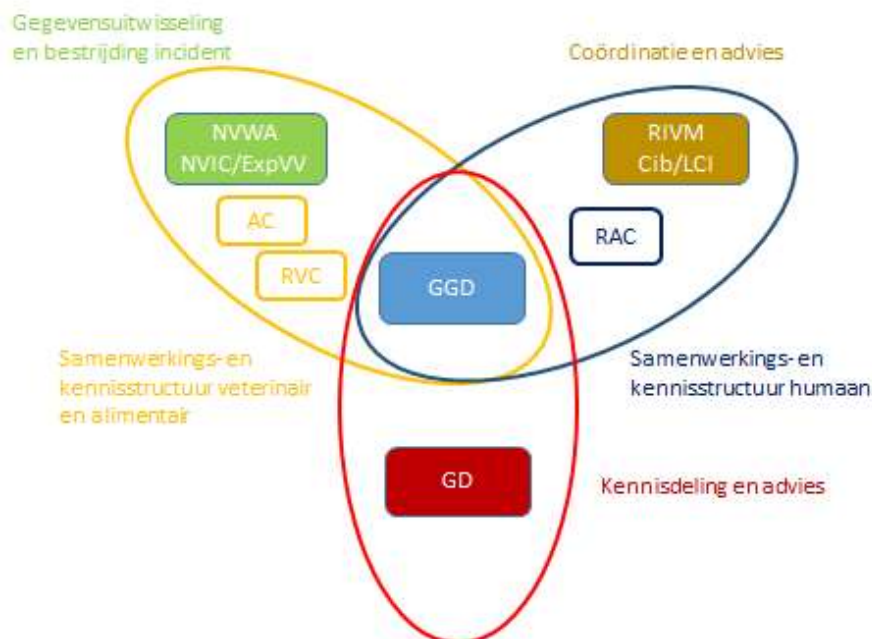 Gegevensuitwisseling
en bestrijding incident
Coördinatie en advies
NVWA
NVIC/ExpVV
RIVM
Cib/LCI
AC
RAC
RVC
GGD
Samenwerkings- en
kennisstructuur veterinair
en alimentair
Samenwerkings- en
kennisstructuur humaan
GD
Kennisdeling en advies